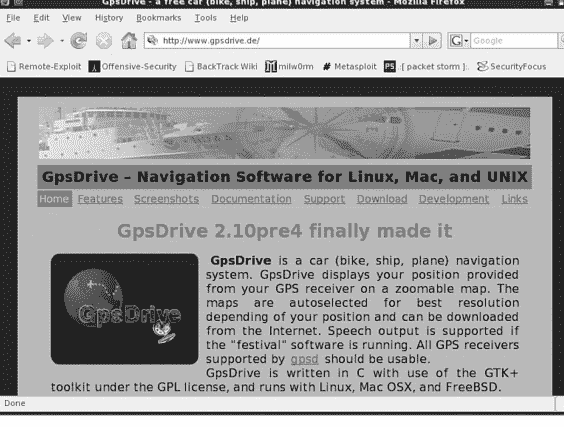 GpsDrive - a free car (bike, ship, plane) navigation system - Mozilla Firefox
File Edit View History Bookmarks Tools Help
http://www.gpsdrive.de/ G Google
Remote-Exploit Offensive-Security BackTrack Wiki milw0rm Metasploit PS .:[ packet storm ]:. SecurityFocus
GpsDrive – Navigation Software for Linux, Mac, and UNIX
Home Features Screenshots Documentation Support Download Development Links
GpsDrive 2.10pre4 finally made it
GpsDrive
GpsDrive is a car (bike, ship, plane) navigation
system. GpsDrive displays your position provided
from your GPS receiver on a zoomable map. The
maps are autoselected for best resolution
depending of your position and can be downloaded
from the Internet. Speech output is supported if
the "festival" software is running. All GPS receivers
supported by gpsd should be usable.
GpsDrive is written in C with use of the GTK+
toolkit under the GPL license, and runs with Linux, Mac OSX, and FreeBSD.
Done